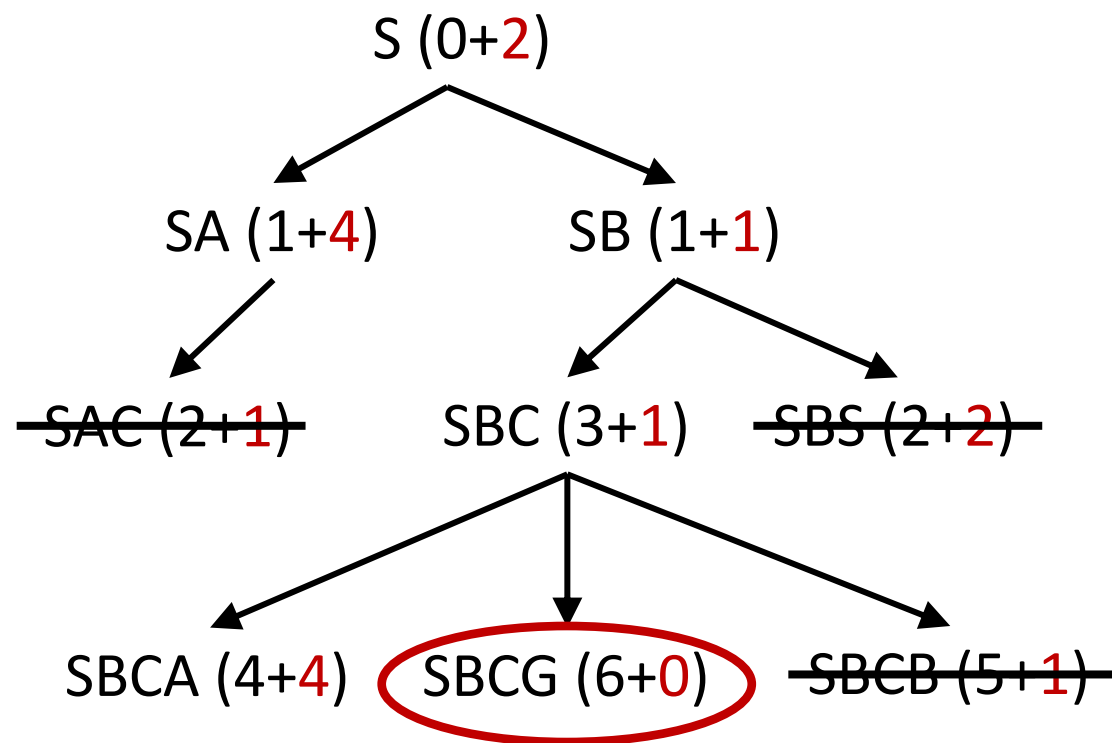 S (0+2)
SA (1+4) SB (1+1)
SAC (2+1) SBC (3+1) SBS (2+2)
SBCA (4+4) SBCG (6+0) SBCB (5+1)